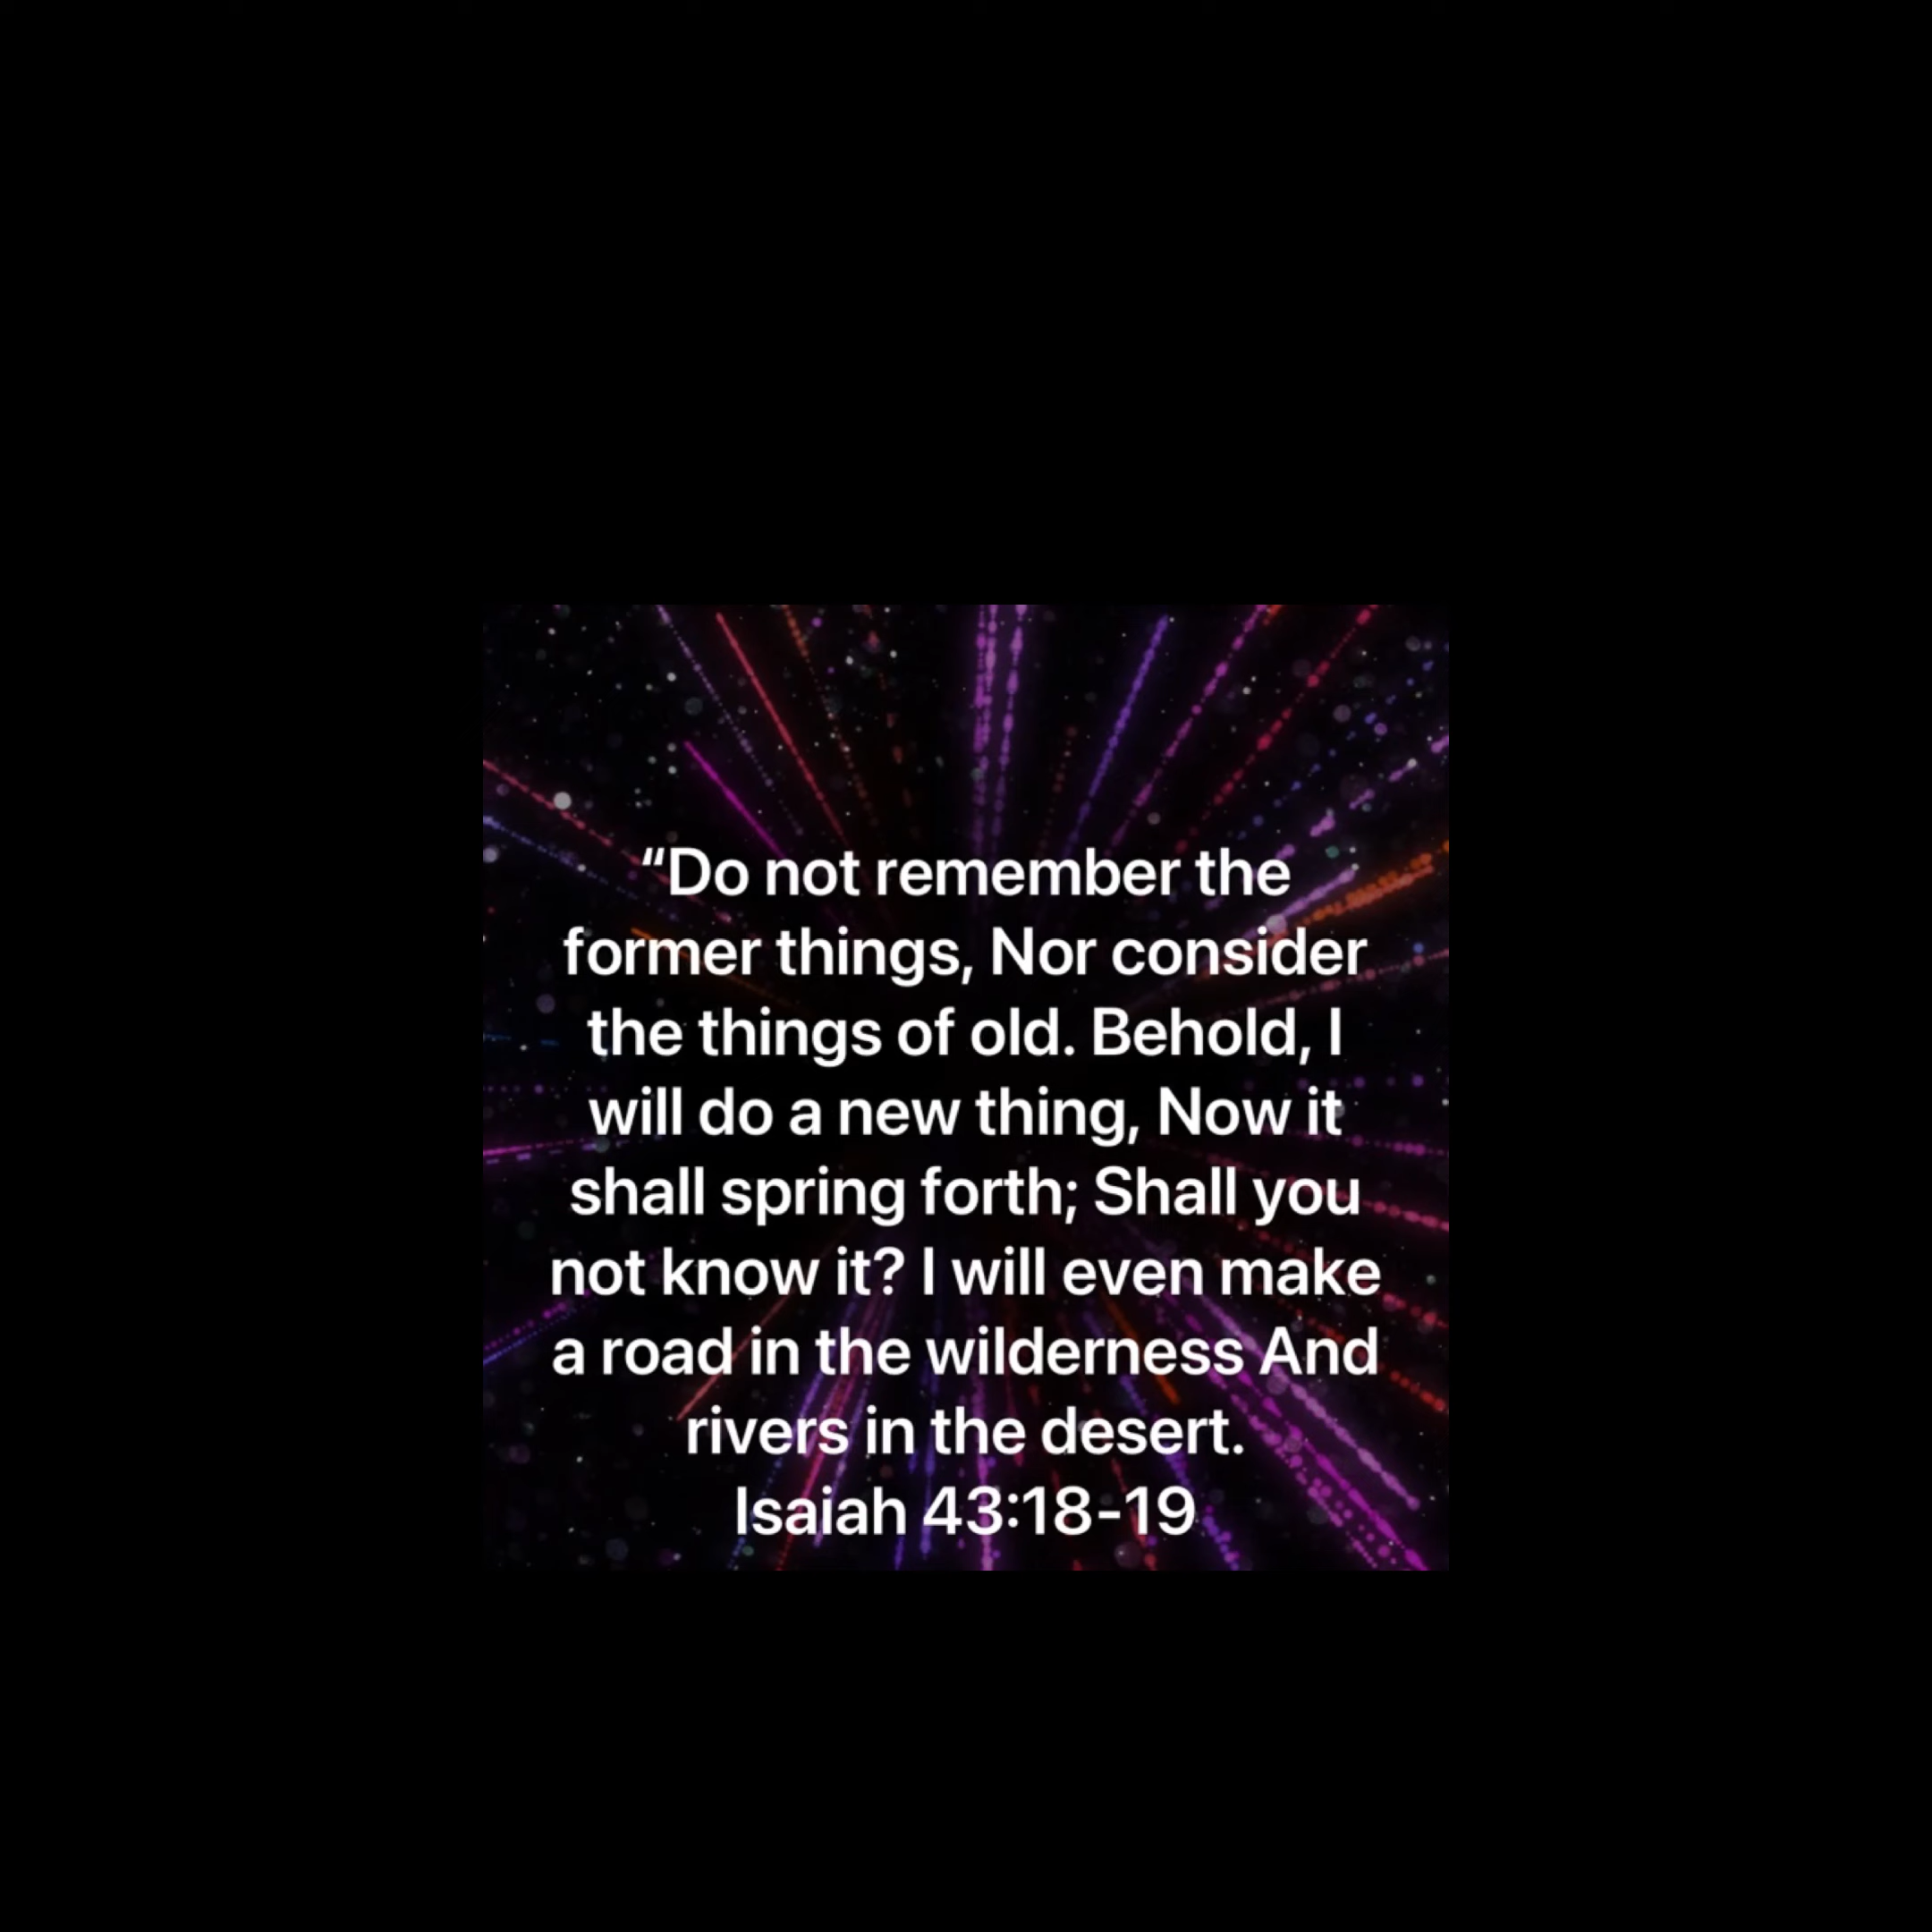 “Do not remember the
former things, Nor consider
the things of old. Behold, I
will do a new thing, Now it
shall spring forth; Shall you
not know it? I will even make
a road in the wilderness And
rivers in the desert.
Isaiah 43:18-19